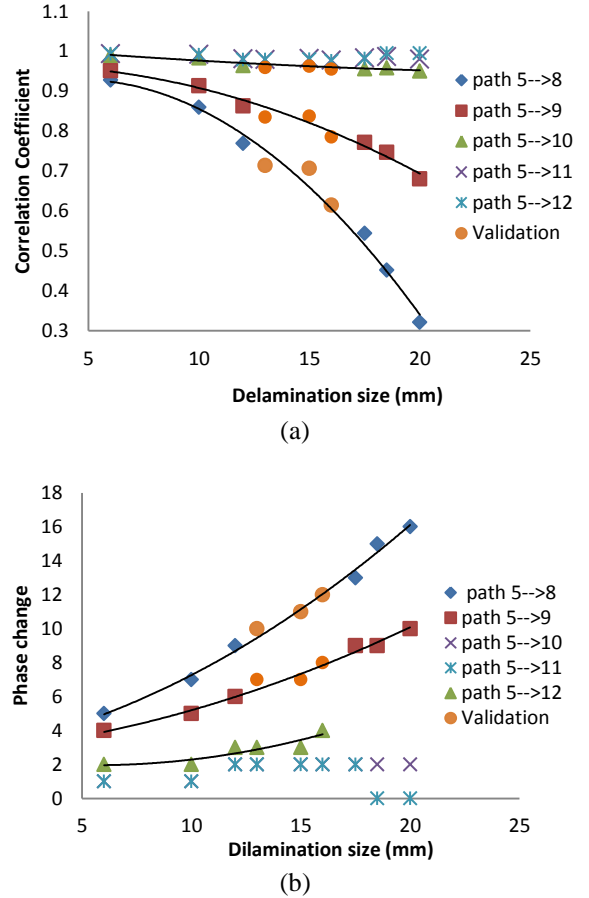 1.1
1
0.9
0.8
0.7
0.6
0.5
0.4
0.3
Correlation Coefficient
5 10 15 20 25
Delamination size (mm)
path 5-->8
path 5-->9
path 5-->10
path 5-->11
path 5-->12
Validation
(a)
18
16
14
12
10
8
6
4
2
0
Phase change
5 10 15 20 25
Dilamination size (mm)
path 5-->8
path 5-->9
path 5-->10
path 5-->11
path 5-->12
Validation
(b)